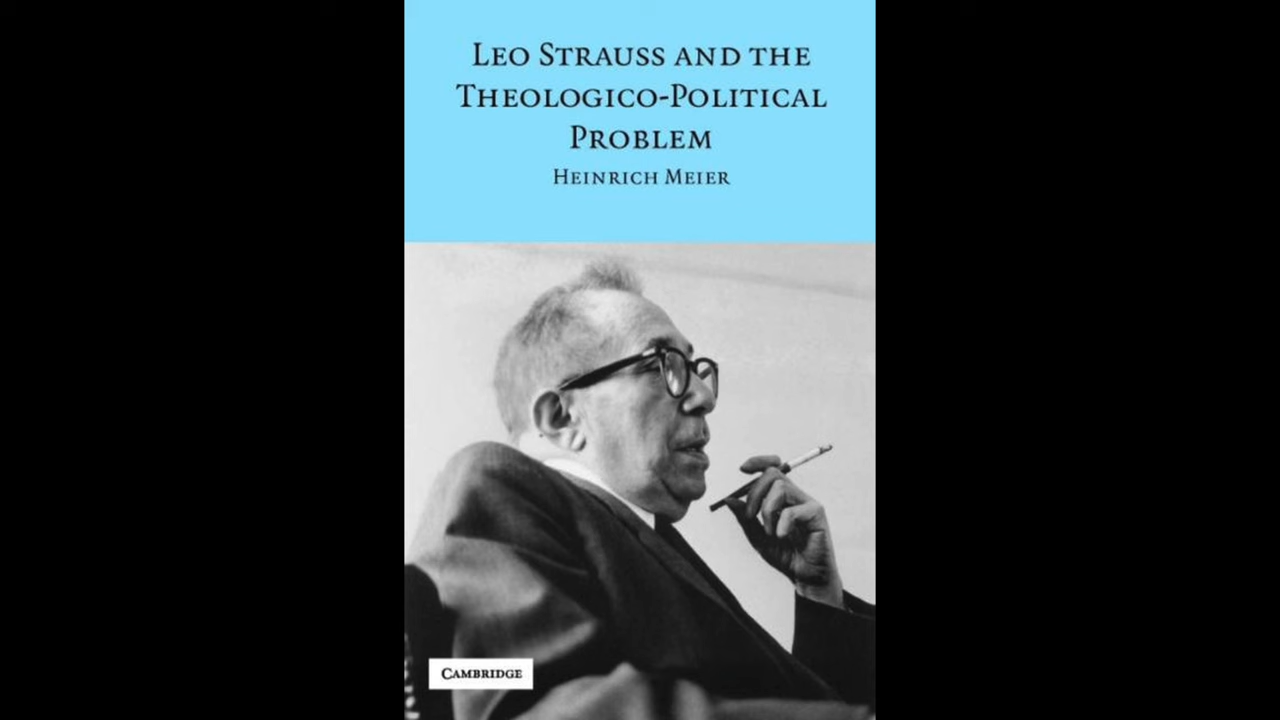 LEO STRAUSS AND THE
THEOLOGICO-POLITICAL
PROBLEM
HEINRICH MEIER
CAMBRIDGE